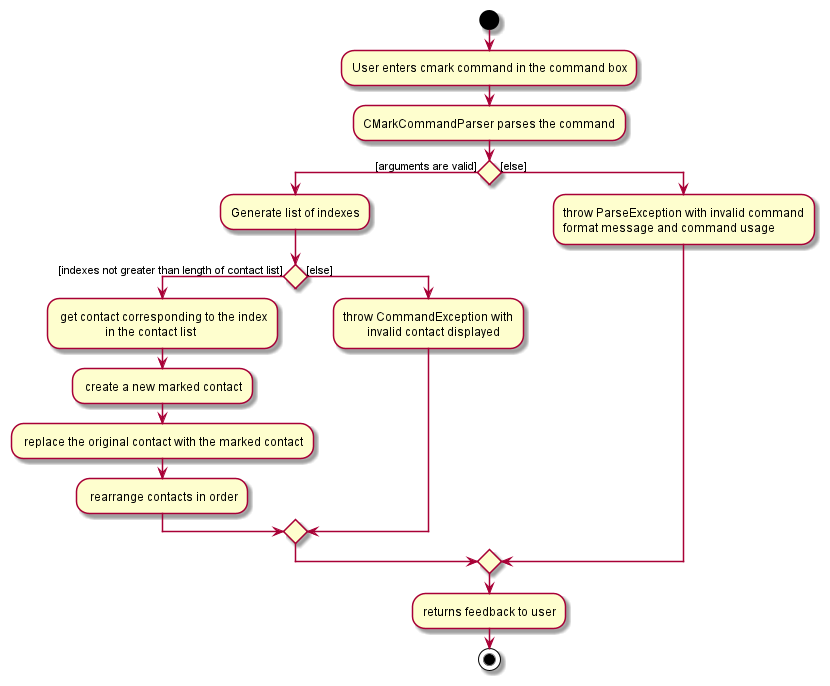 User enters cmark command in the command box
CMarkCommandParser parses the command
[arguments are valid]
[else]
Generate list of indexes
throw ParseException with invalid command
format message and command usage
[indexes not greater than length of contact list]
[else]
get contact corresponding to the index
in the contact list
throw CommandException with
invalid contact displayed
create a new marked contact
replace the original contact with the marked contact
rearrange contacts in order
returns feedback to user